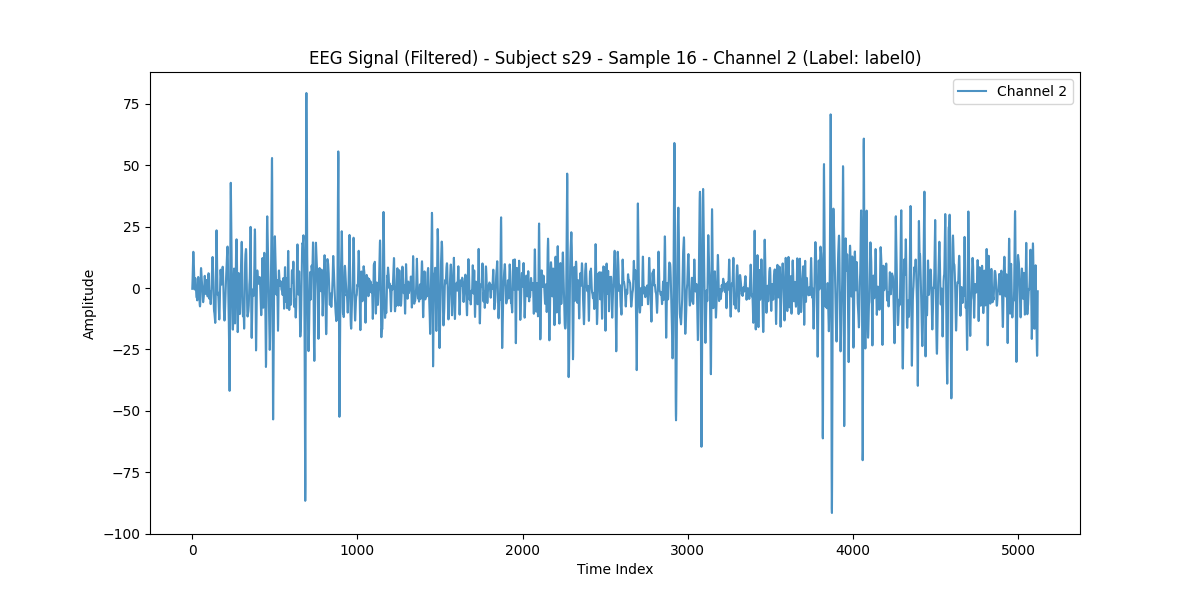 EEG Signal (Filtered) - Subject s29 - Sample 16 - Channel 2 (Label: label0)
Channel 2
75
50
25
0
−25
−50
−75
−100
Amplitude
0 1000 2000 3000 4000 5000
Time Index